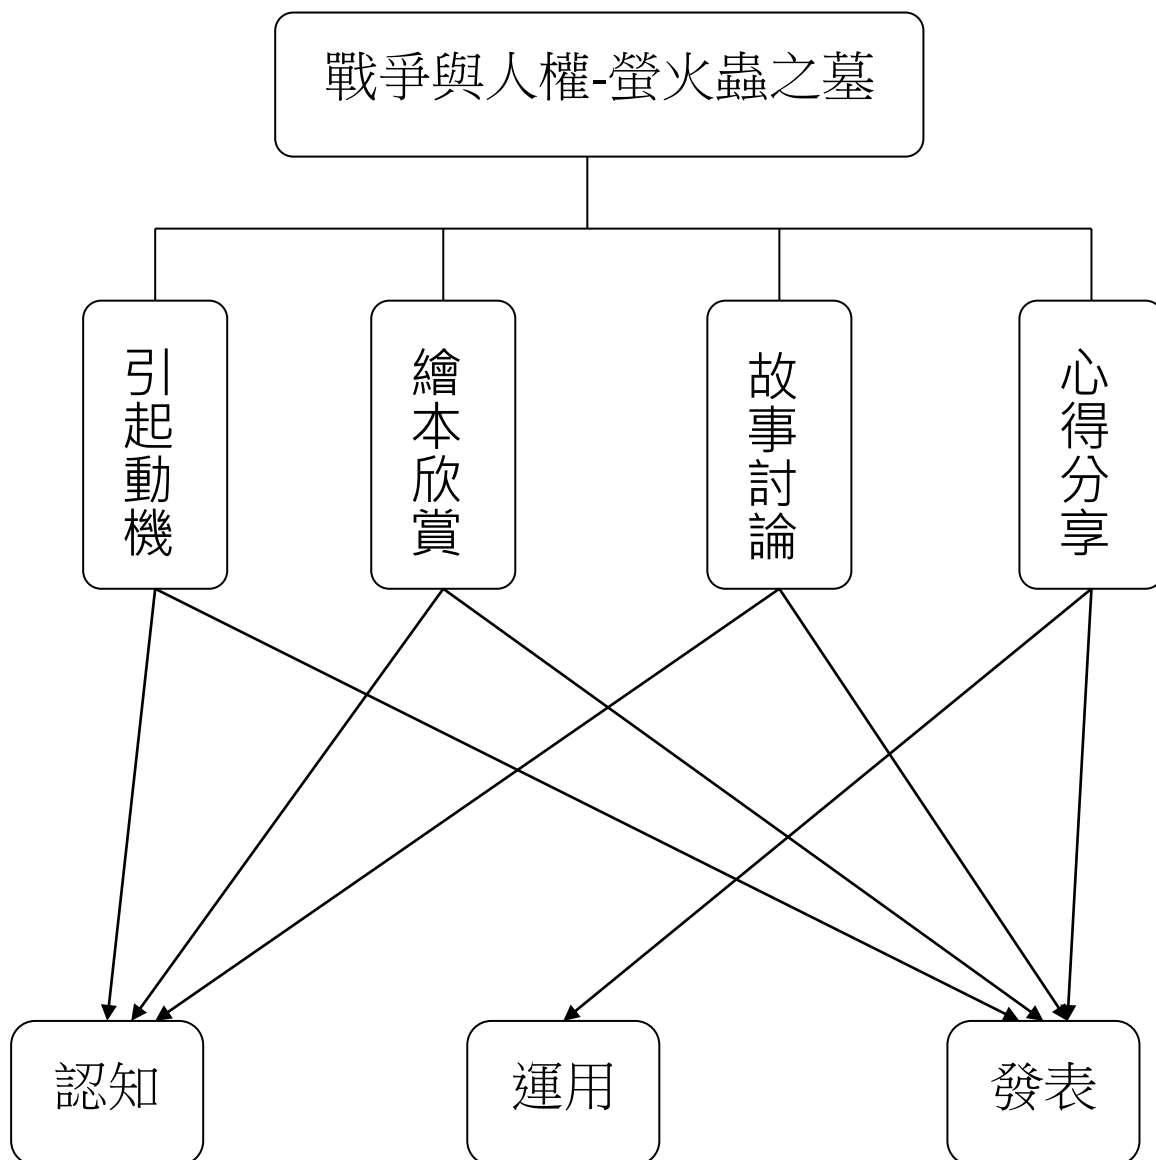 戰爭與人權-螢火蟲之墓
引起動機
繪本欣賞
故事討論
心得分享
認知
運用
發表